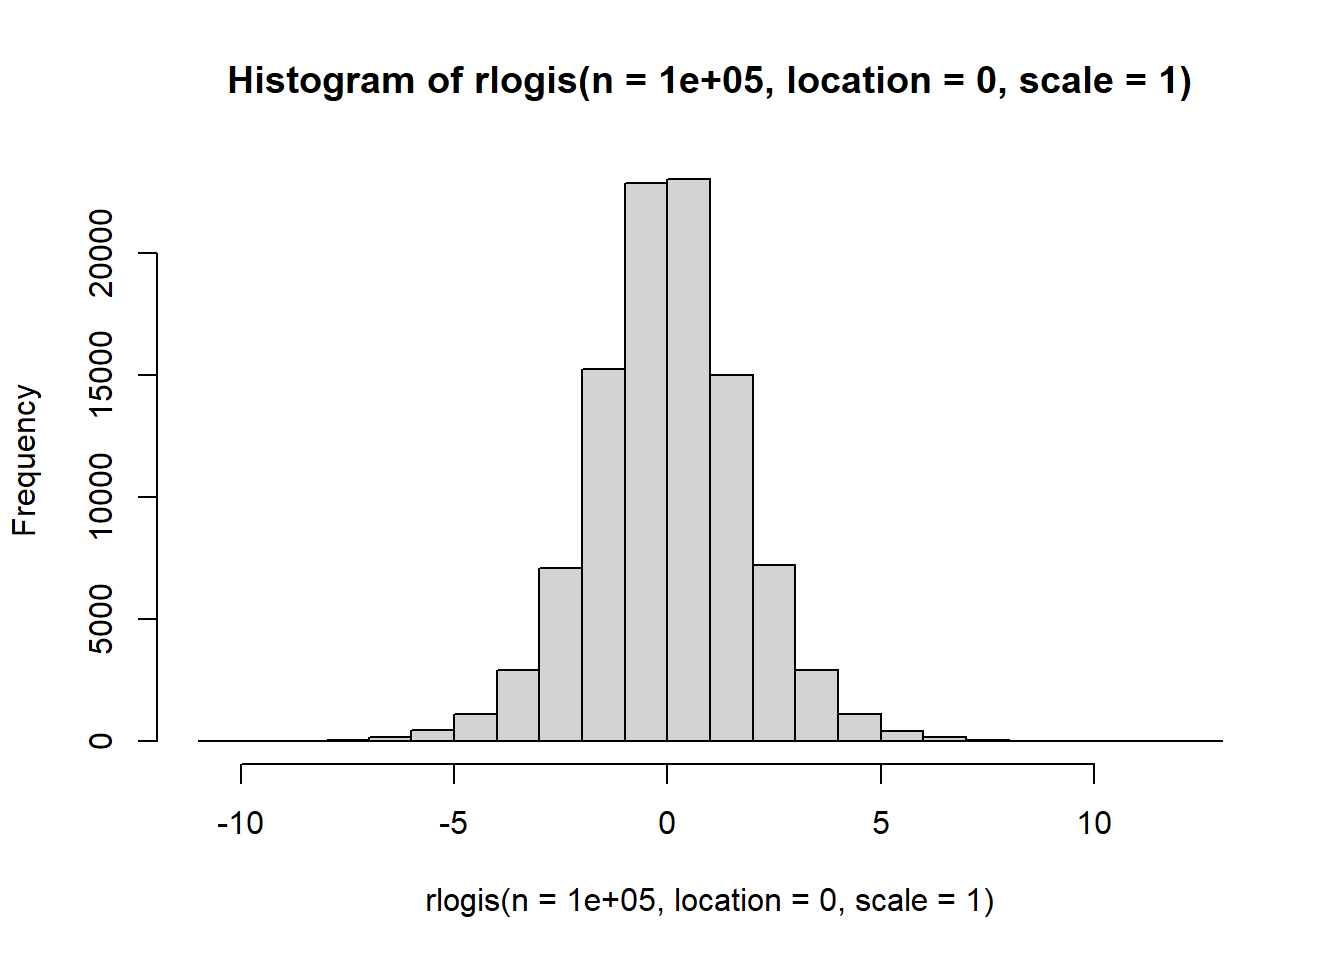 Histogram of rlogis(n = 1e+05, location = 0, scale = 1)
Frequency
20000
15000
10000
5000
0
-10 -5 0 5 10
rlogis(n = 1e+05, location = 0, scale = 1)